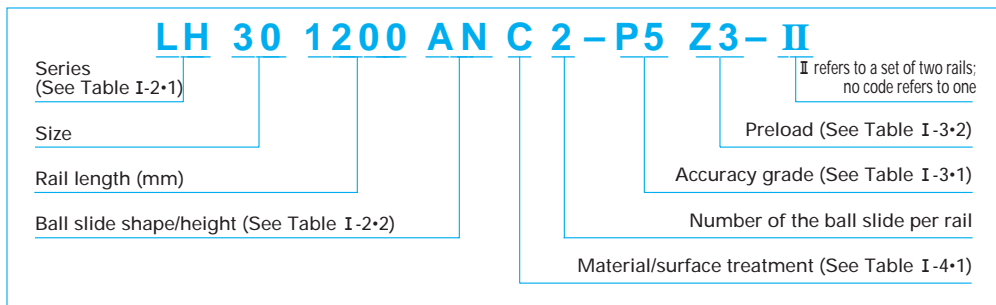 LH 30 1200 AN C 2 – P5 Z3 – Ⅱ
Series
(See Table I-2•1)
Ⅱ refers to a set of two rails;
no code refers to one
Size
Preload (See Table I-3•2)
Rail length (mm)
Accuracy grade (See Table I-3•1)
Ball slide shape/height (See Table I-2•2)
Number of the ball slide per rail
Material/surface treatment (See Table I-4•1)